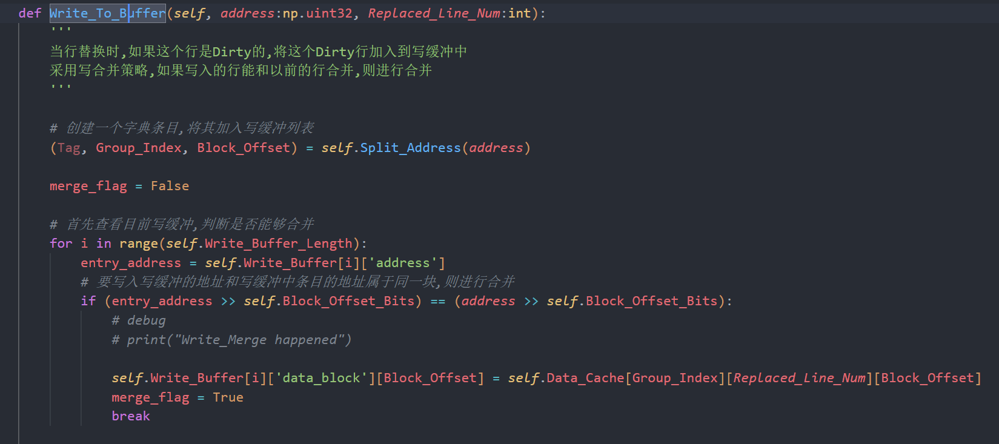 def Write_To_Buffer(self, address:np.uint32, Replaced_Line_Num:int):
'''
当行替换时,如果这个行是Dirty的,将这个Dirty行加入到写缓冲中
采用写合并策略,如果写入的行能和以前的行合并,则进行合并
'''
# 创建一个字典条目,将其加入写缓冲列表
(Tag, Group_Index, Block_Offset) = self.Split_Address(address)
merge_flag = False
# 首先查看目前写缓冲,判断是否能够合并
for i in range(self.Write_Buffer_Length):
entry_address = self.Write_Buffer[i]['address']
# 要写入写缓冲的地址和写缓冲中条目的地址属于同一块,则进行合并
if (entry_address >> self.Block_Offset_Bits) == (address >> self.Block_Offset_Bits):
# debug
# print("Write_Merge happened")
self.Write_Buffer[i]['data_block'][Block_Offset] = self.Data_Cache[Group_Index][Replaced_Line_Num][Block_Offset]
merge_flag = True
break